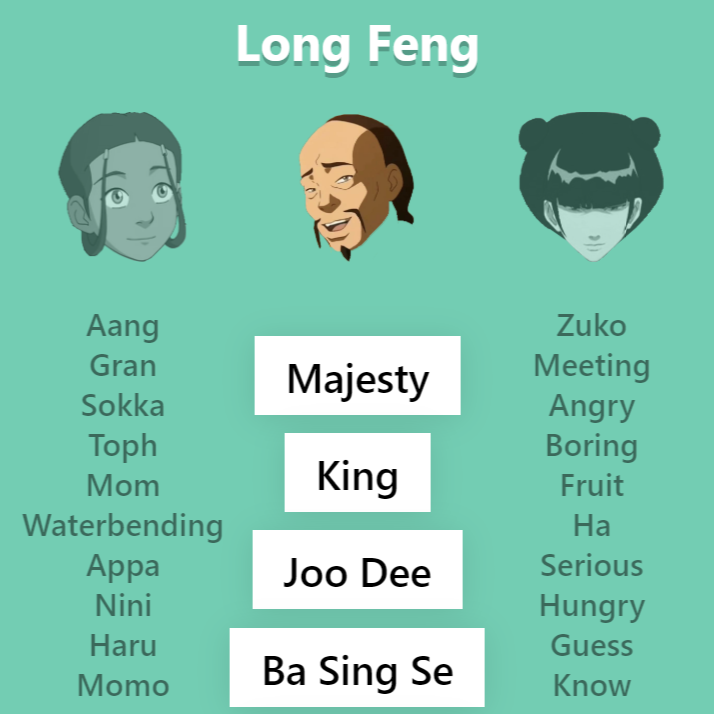 Long Feng
Aang
Gran
Sokka
Toph
Mom
Waterbending
Appa
Nini
Haru
Momo
Majesty
King
Joo Dee
Ba Sing Se
Zuko
Meeting
Angry
Boring
Fruit
Ha
Serious
Hungry
Guess
Know